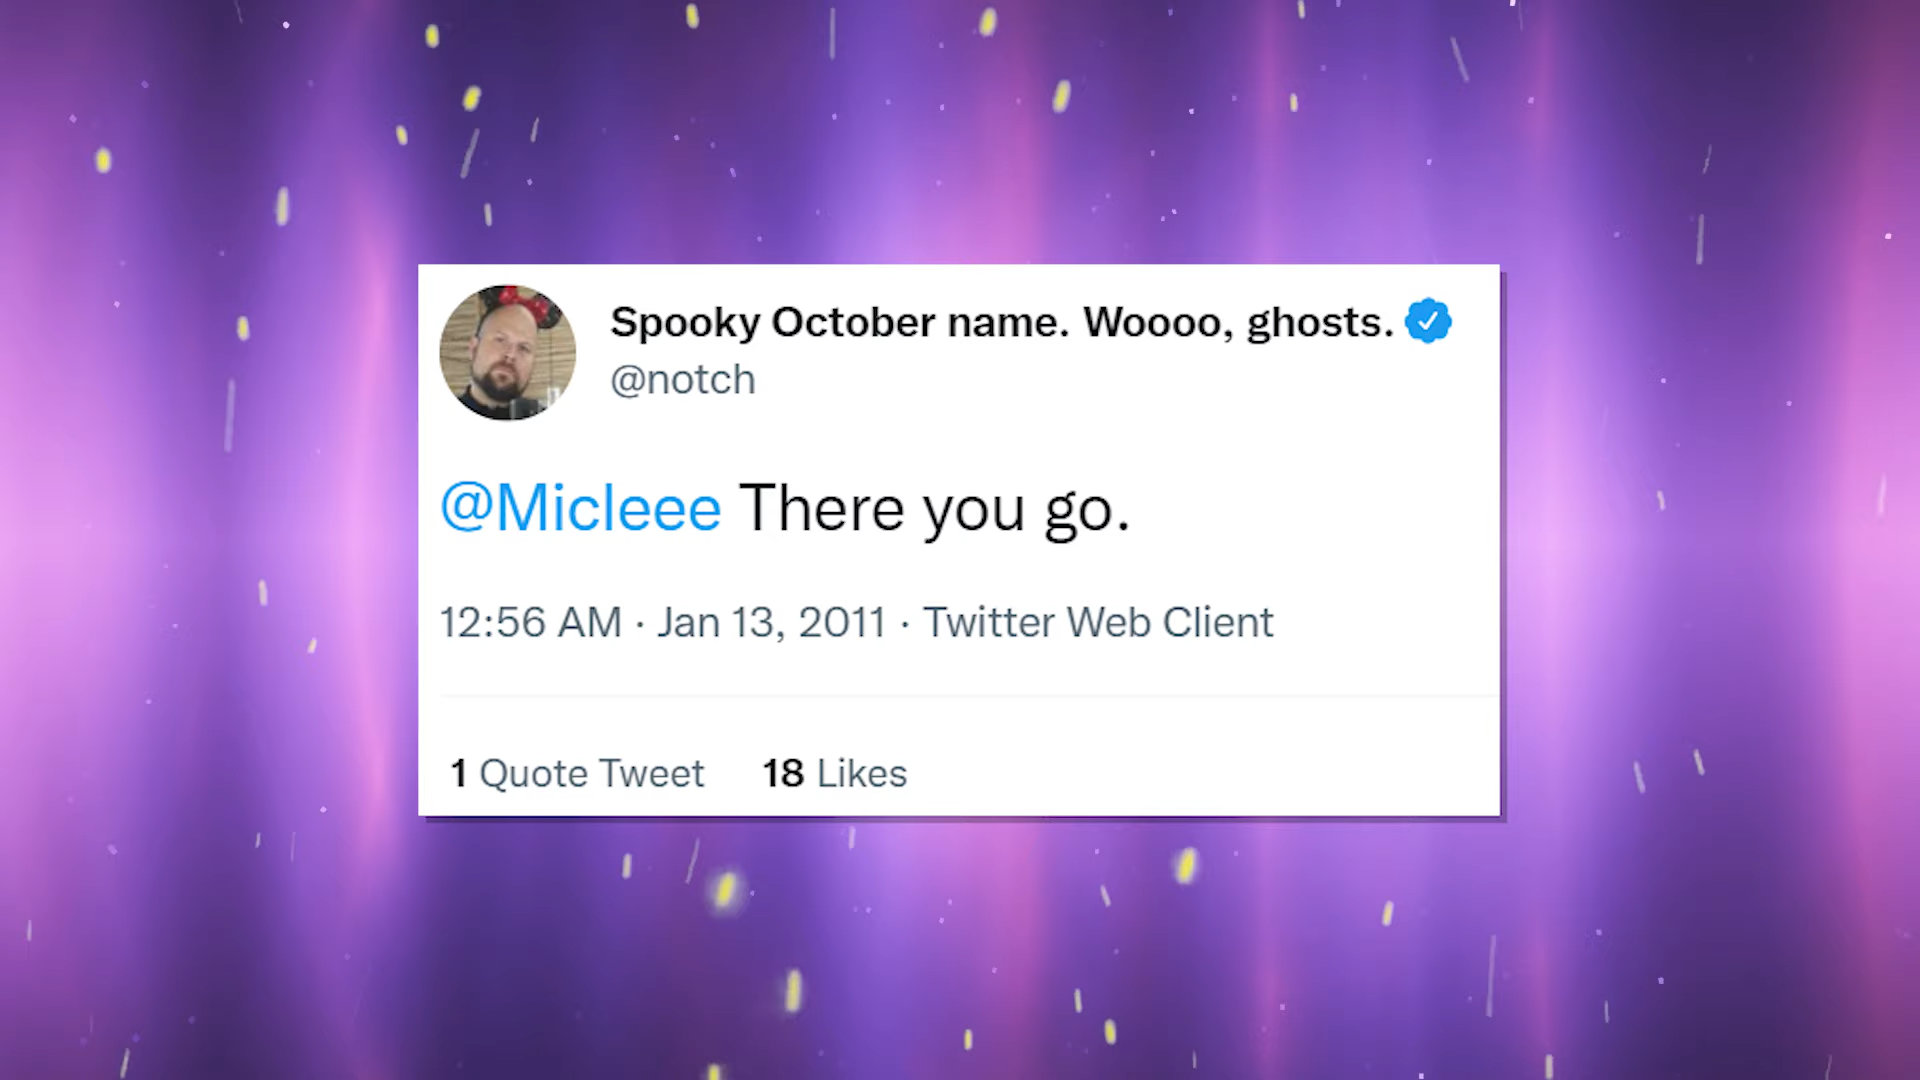 Spooky October name. Woooo, ghosts.
@notch
@Micleee There you go.
12:56 AM · Jan 13, 2011 · Twitter Web Client
1 Quote Tweet 18 Likes